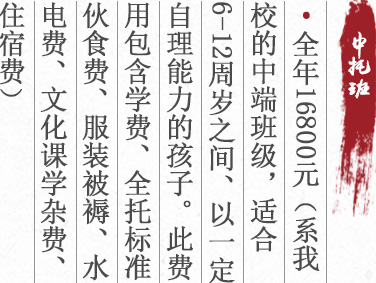 中托班
• 全年16800元（系我
校的中端班级，适合
6-12周岁之间、以一定
自理能力的孩子。此费
用包含学费、全托标准
伙食费、服装被褥、水
电费、文化课学杂费、
住宿费）